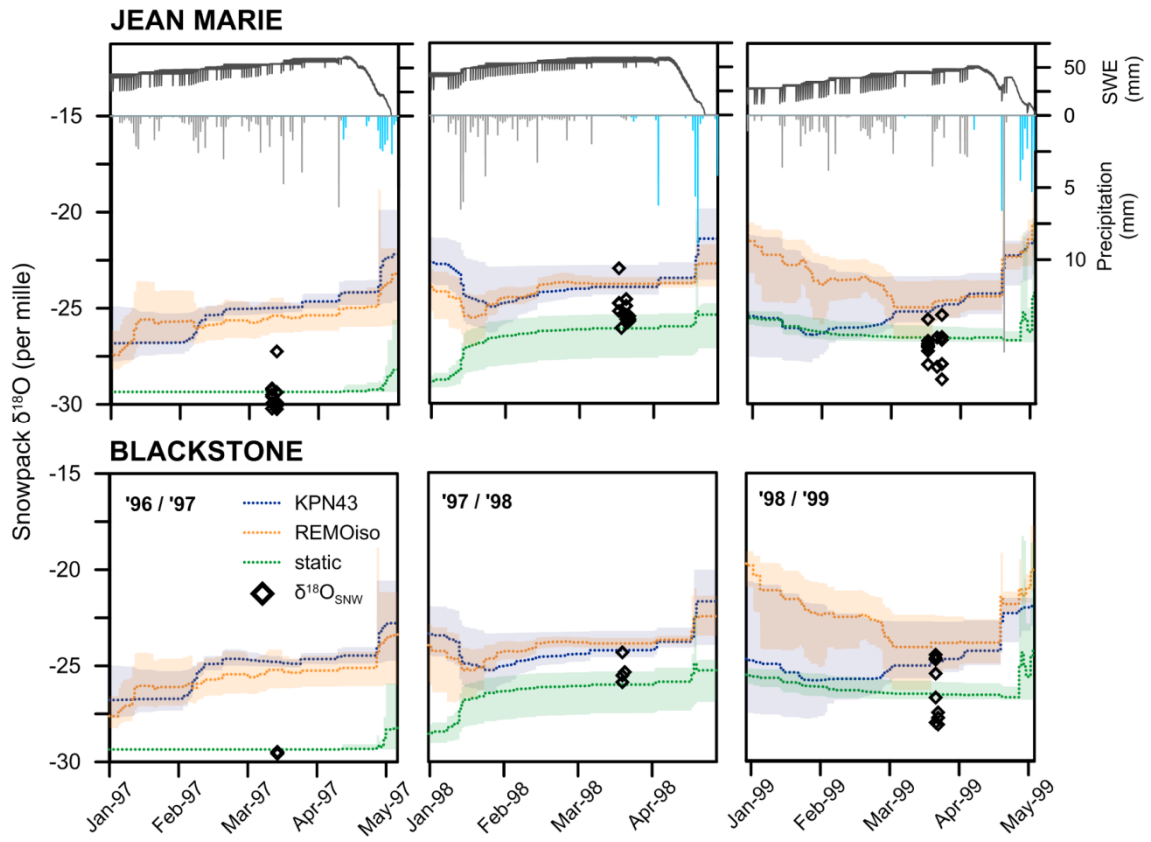 JEAN MARIE
-15
-20
-25
-30
50
0
SWE
(mm)
5
10
Precipitation
(mm)
Snowpack δ¹⁸O (per mille)
BLACKSTONE
-15
-20
-25
-30
'96 / '97
KPN43
REMOiso
static
δ¹⁸O_SNW
'97 / '98
'98 / '99
Jan-97
Feb-97
Mar-97
Apr-97
May-97
Jan-98
Feb-98
Mar-98
Apr-98
Jan-99
Feb-99
Mar-99
Apr-99
May-99